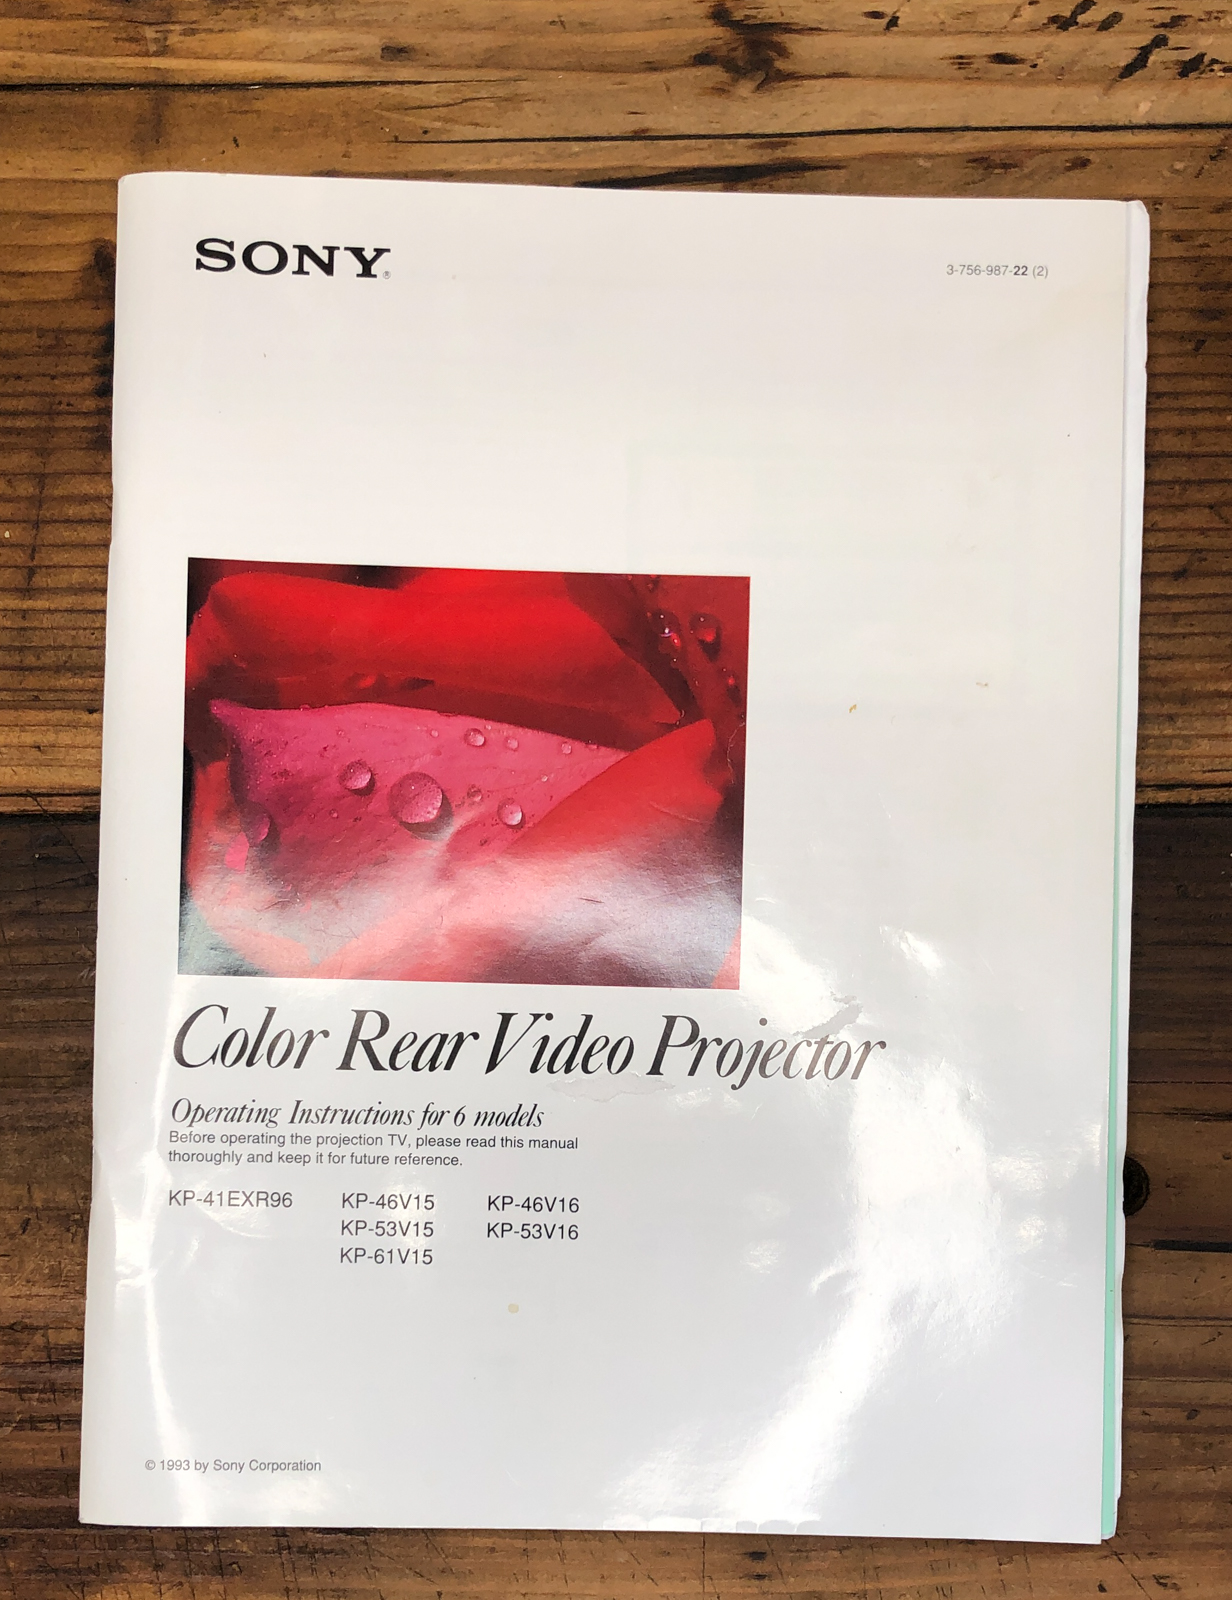 SONY®
3-756-987-22 (2)
Color Rear Video Projector
Operating Instructions for 6 models
Before operating the projection TV, please read this manual
thoroughly and keep it for future reference.
KP-41EXR96 KP-46V15 KP-46V16
KP-53V15 KP-53V16
KP-61V15
© 1993 by Sony Corporation